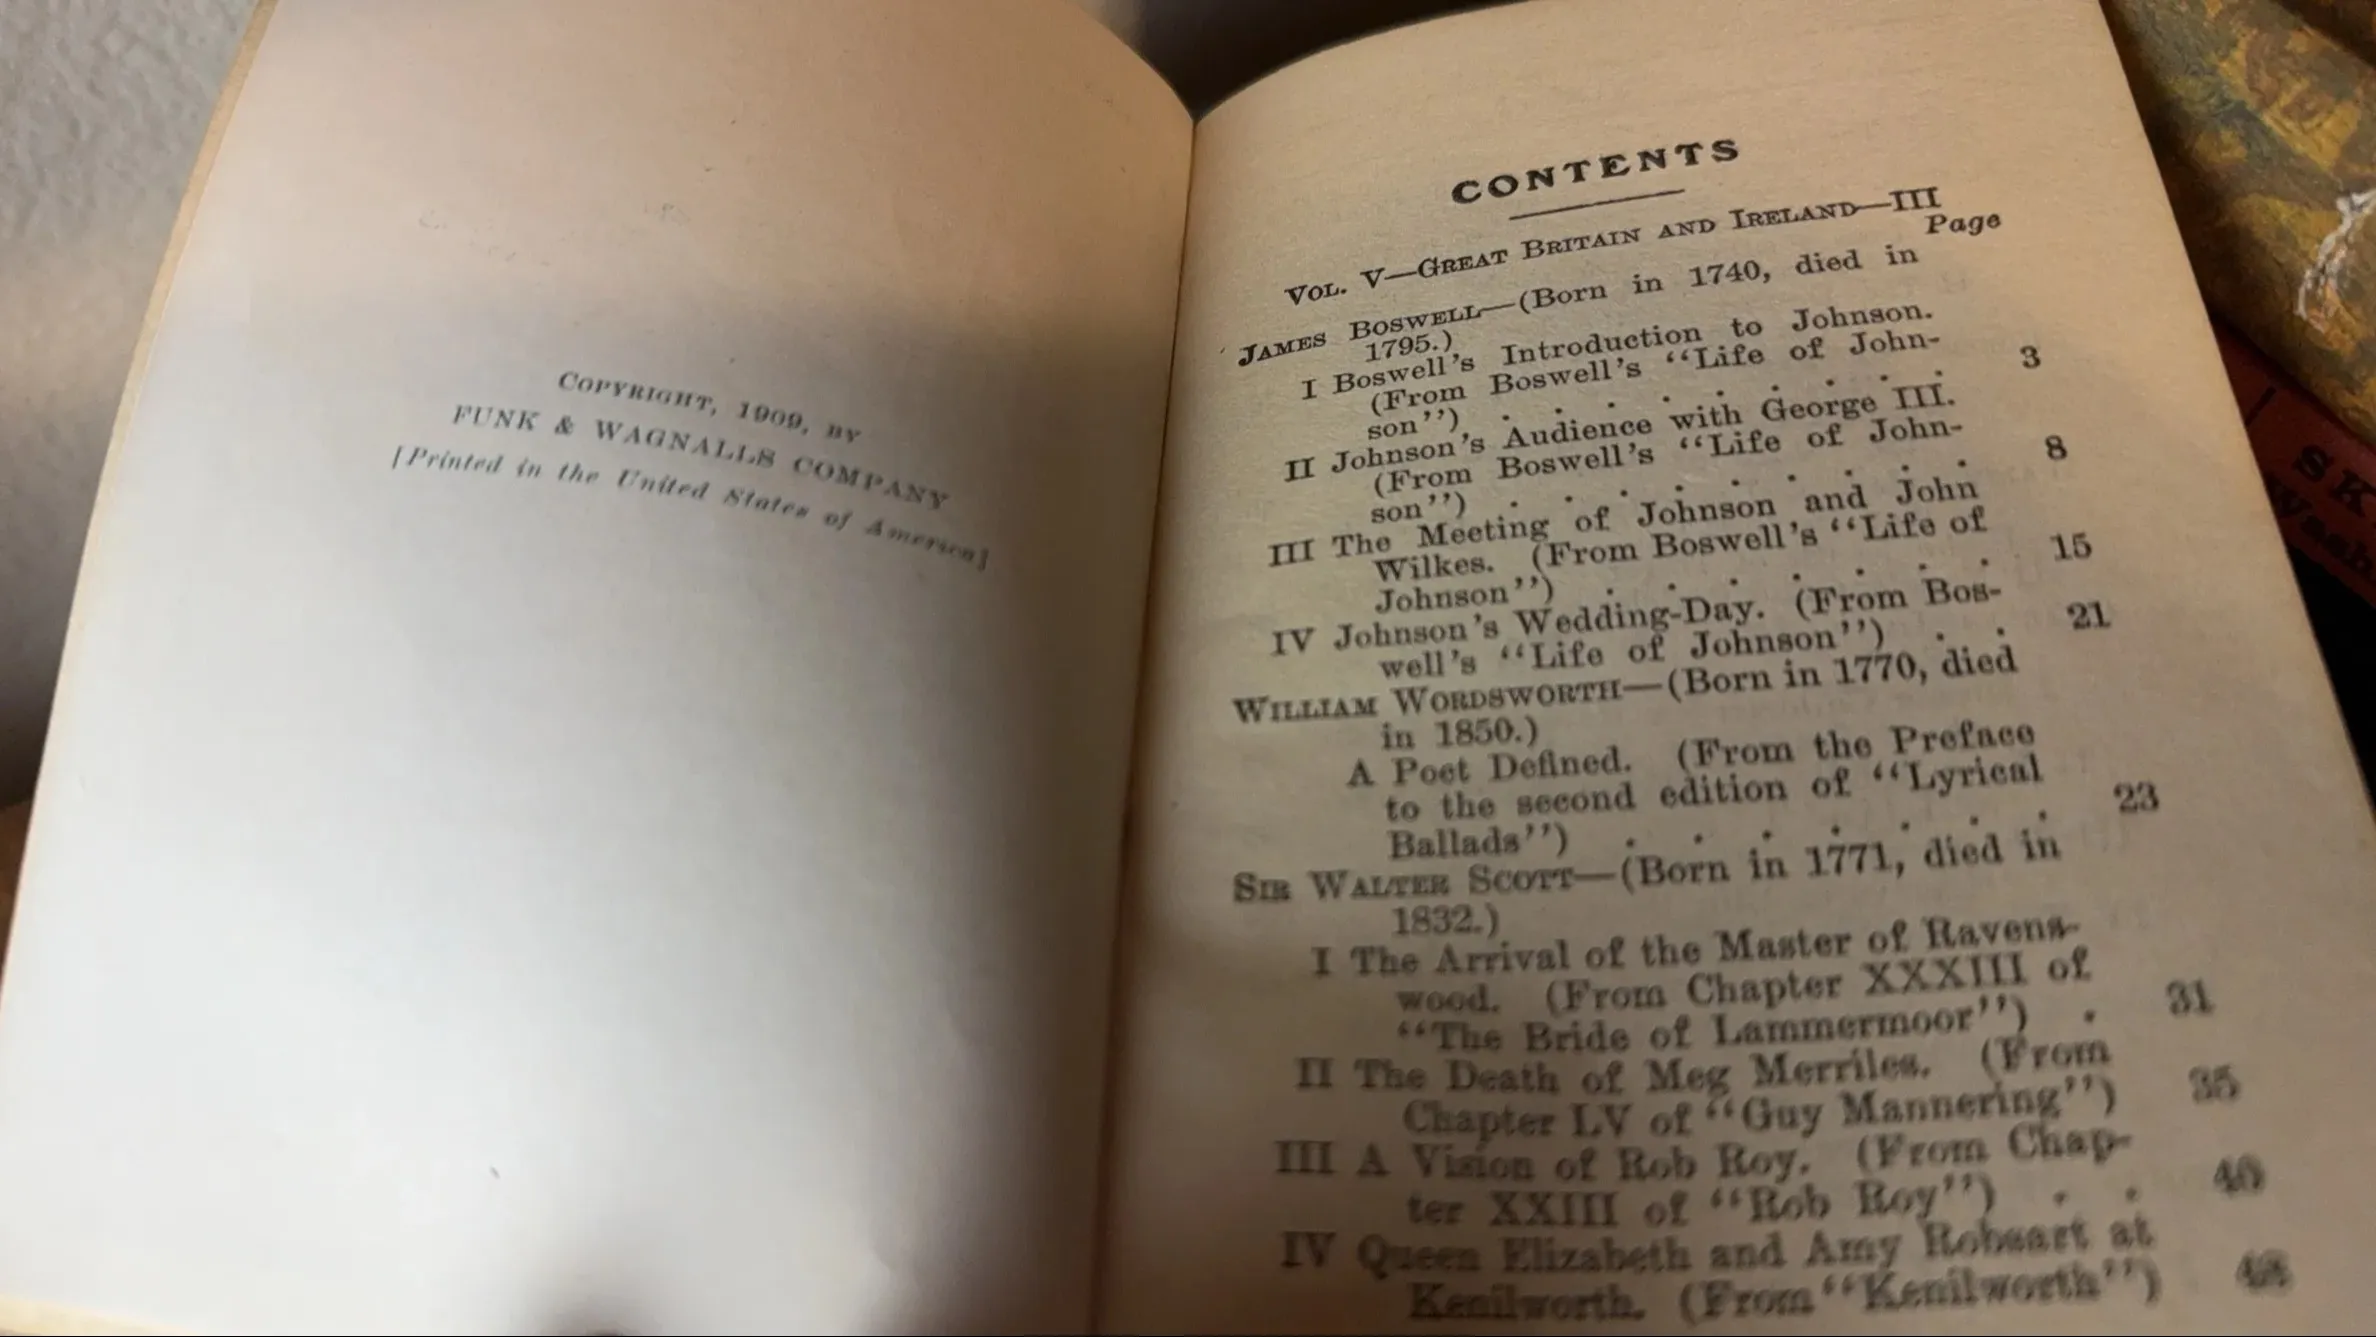 COPYRIGHT, 1909, BY
FUNK & WAGNALLS COMPANY
[Printed in the United States of America]
CONTENTS
VOL. V—GREAT BRITAIN AND IRELAND—III
Page
JAMES BOSWELL—(Born in 1740, died in
1795.)
I Boswell's Introduction to Johnson.
(From Boswell's "Life of John-
son") . . . . . . . . . 3
II Johnson's Audience with George III.
(From Boswell's "Life of John-
son") . . . . . . . . . 8
III The Meeting of Johnson and John
Wilkes. (From Boswell's "Life of
Johnson") . . . . . . . 15
IV Johnson's Wedding-Day. (From Bos-
well's "Life of Johnson") . . 21
WILLIAM WORDSWORTH—(Born in 1770, died
in 1850.)
A Poet Defined. (From the Preface
to the second edition of "Lyrical
Ballads") . . . . . . . 23
SIR WALTER SCOTT—(Born in 1771, died in
1832.)
I The Arrival of the Master of Ravens-
wood. (From Chapter XXXIII of
"The Bride of Lammermoor") . 31
II The Death of Meg Merriles. (From
Chapter LV of "Guy Mannering") 35
III A Vision of Rob Roy. (From Chap-
ter XXIII of "Rob Roy") . . 40
IV Queen Elizabeth and Amy Robsart at
Kenilworth. (From "Kenilworth")
SK